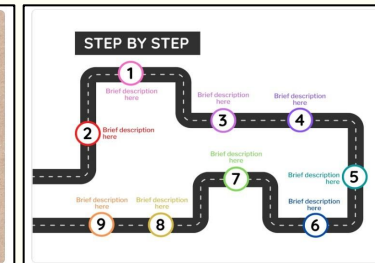 STEP BY STEP
1
Brief description
here
2
Brief description
here
3
Brief description
here
4
Brief description
here
5
Brief description
here
6
Brief description
here
7
Brief description
here
8
Brief description
here
9
Brief description
here